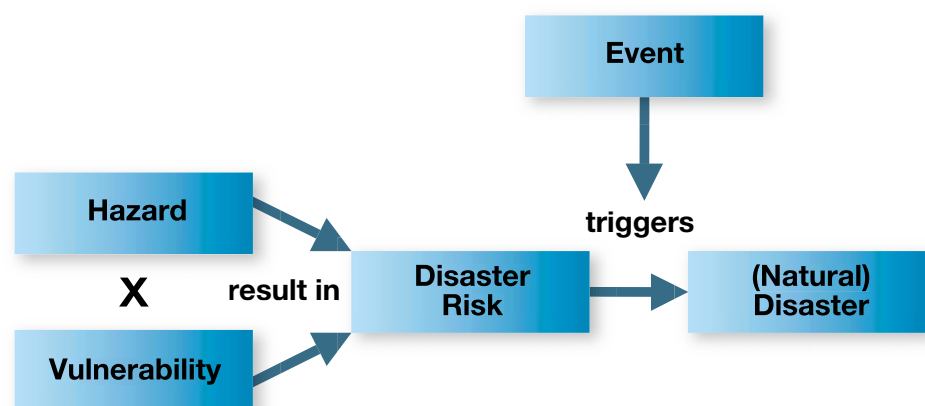 Event
Hazard
triggers
X
result in
Disaster
Risk
(Natural)
Disaster
Vulnerability